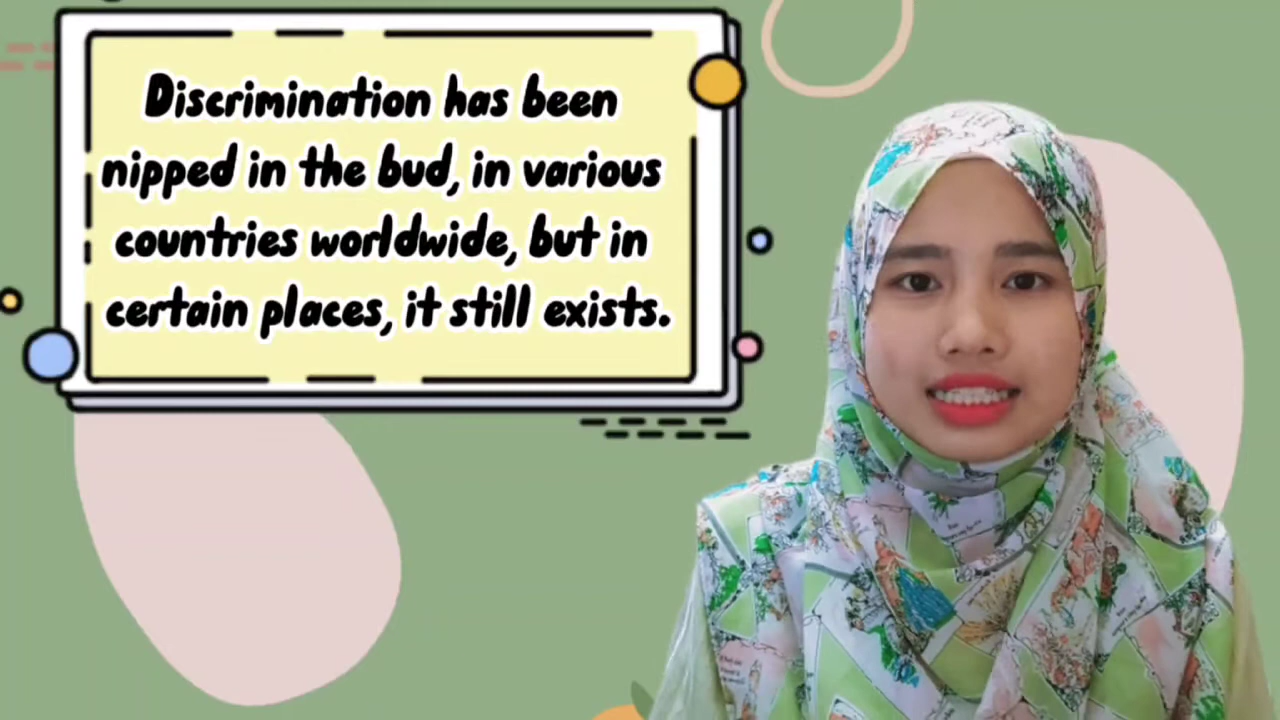 Discrimination has been
nipped in the bud, in various
countries worldwide, but in
certain places, it still exists.